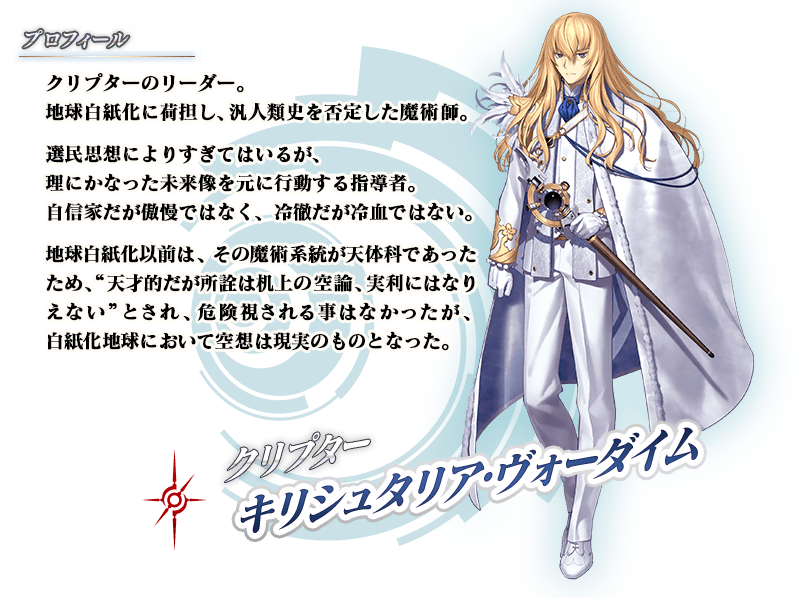 プロフィール
クリプターのリーダー。
地球白紙化に荷担し、汎人類史を否定した魔術師。
選民思想によりすぎてはいるが、
理にかなった未来像を元に行動する指導者。
自信家だが傲慢ではなく、冷徹だが冷血ではない。
地球白紙化以前は、その魔術系統が天体科であった
ため、“天才的だが所詮は机上の空論、実利にはなり
えない”とされ、危険視される事はなかったが、
白紙化地球において空想は現実のものとなった。
クリプター
キリシュタリア・ヴォーダイム